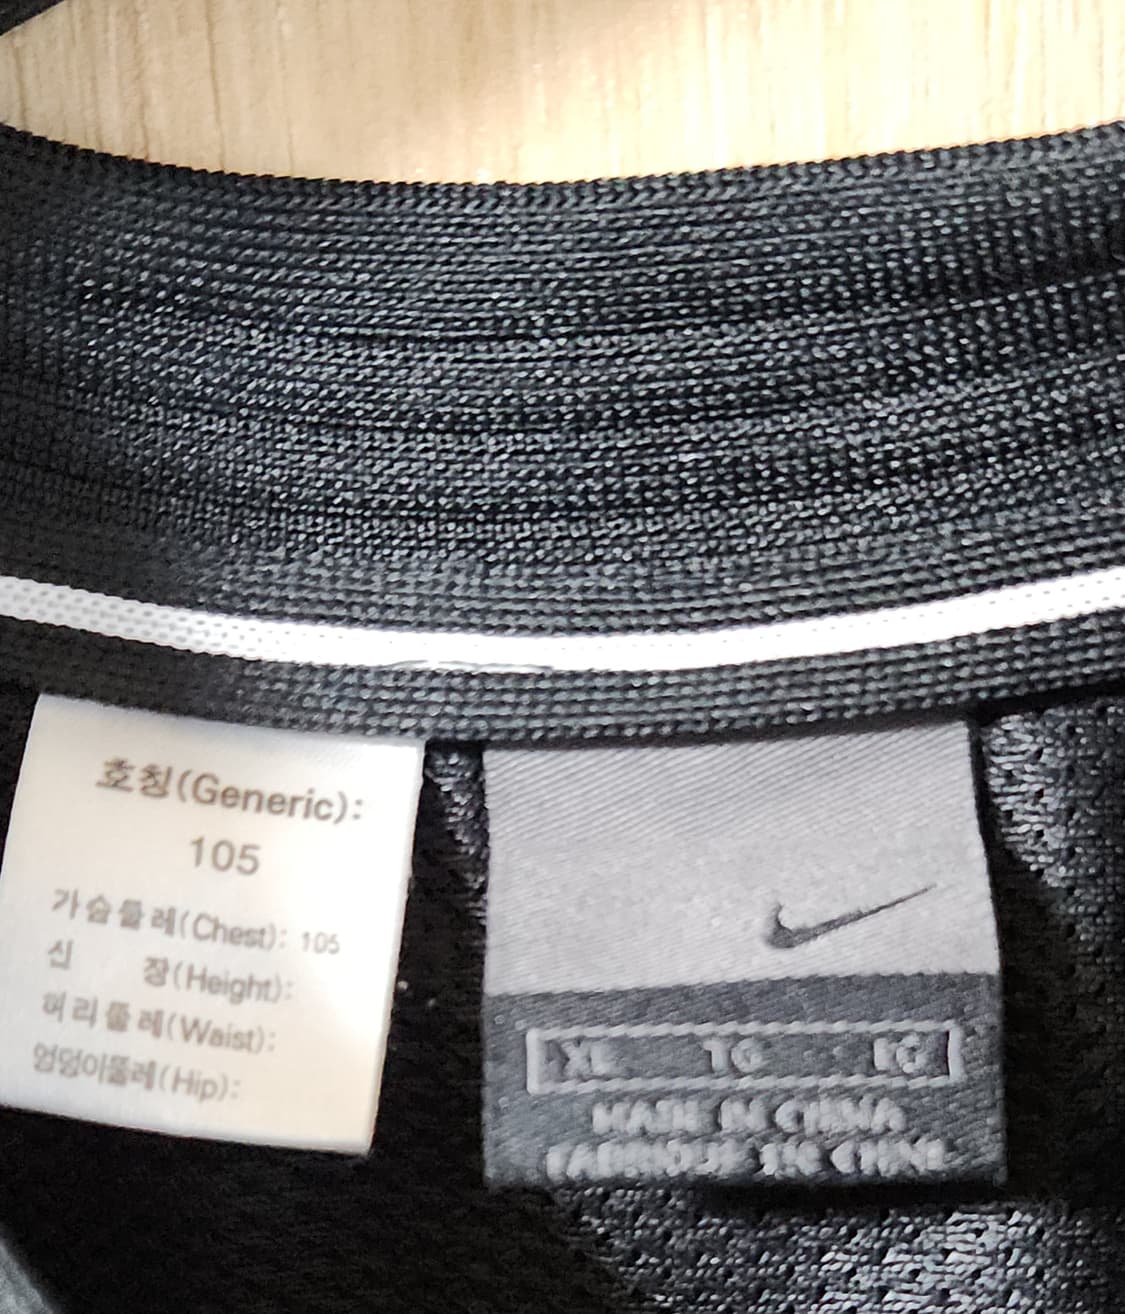 호칭(Generic):
105
가슴둘레(Chest): 105
신 장(Height):
허리둘레(Waist):
엉덩이둘레(Hip):
XL TG EG
MADE IN CHINA
FABRIQUE EN CHINE